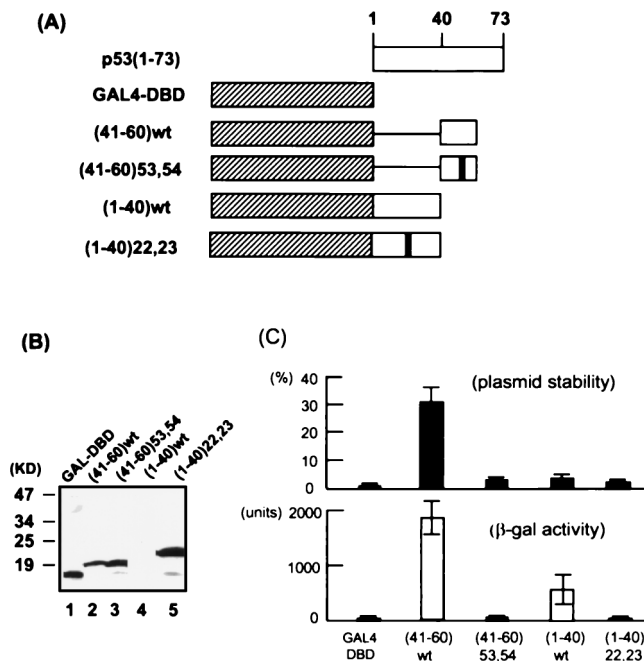 (A)
1 40 73
p53(1-73)
GAL4-DBD
(41-60)wt
(41-60)53,54
(1-40)wt
(1-40)22,23
(B)
GAL-DBD
(41-60)wt
(41-60)53,54
(1-40)wt
(1-40)22,23
(KD)
47
34
25
19
1 2 3 4 5
(C)
(%)
40
30
20
10
0
(plasmid stability)
(units)
2000
1000
0
(β-gal activity)
GAL4 (41-60) (41-60) (1-40) (1-40)
DBD wt 53,54 wt 22,23